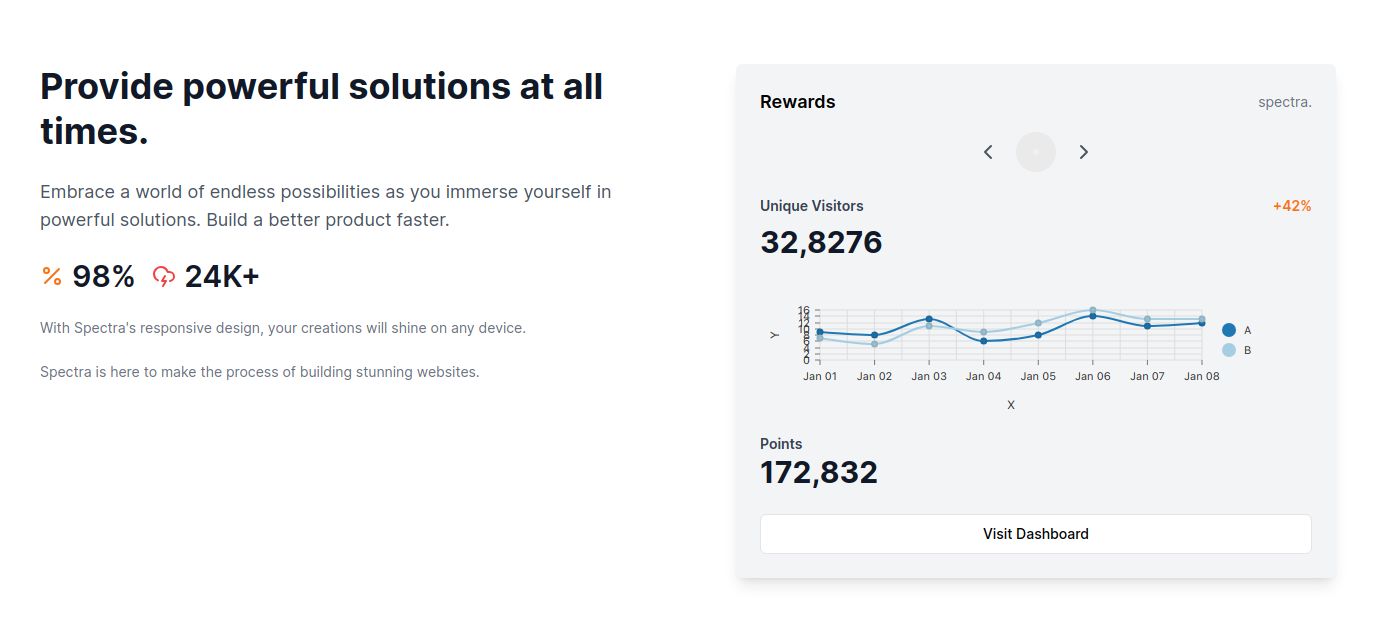 Provide powerful solutions at all
times.
Embrace a world of endless possibilities as you immerse yourself in
powerful solutions. Build a better product faster.
98% 24K+
With Spectra's responsive design, your creations will shine on any device.
Spectra is here to make the process of building stunning websites.
Rewards spectra.
Unique Visitors +42%
32,8276
16
14
12
10
8
6
4
2
0
Y
A
B
Jan 01 Jan 02 Jan 03 Jan 04 Jan 05 Jan 06 Jan 07 Jan 08
X
Points
172,832
Visit Dashboard